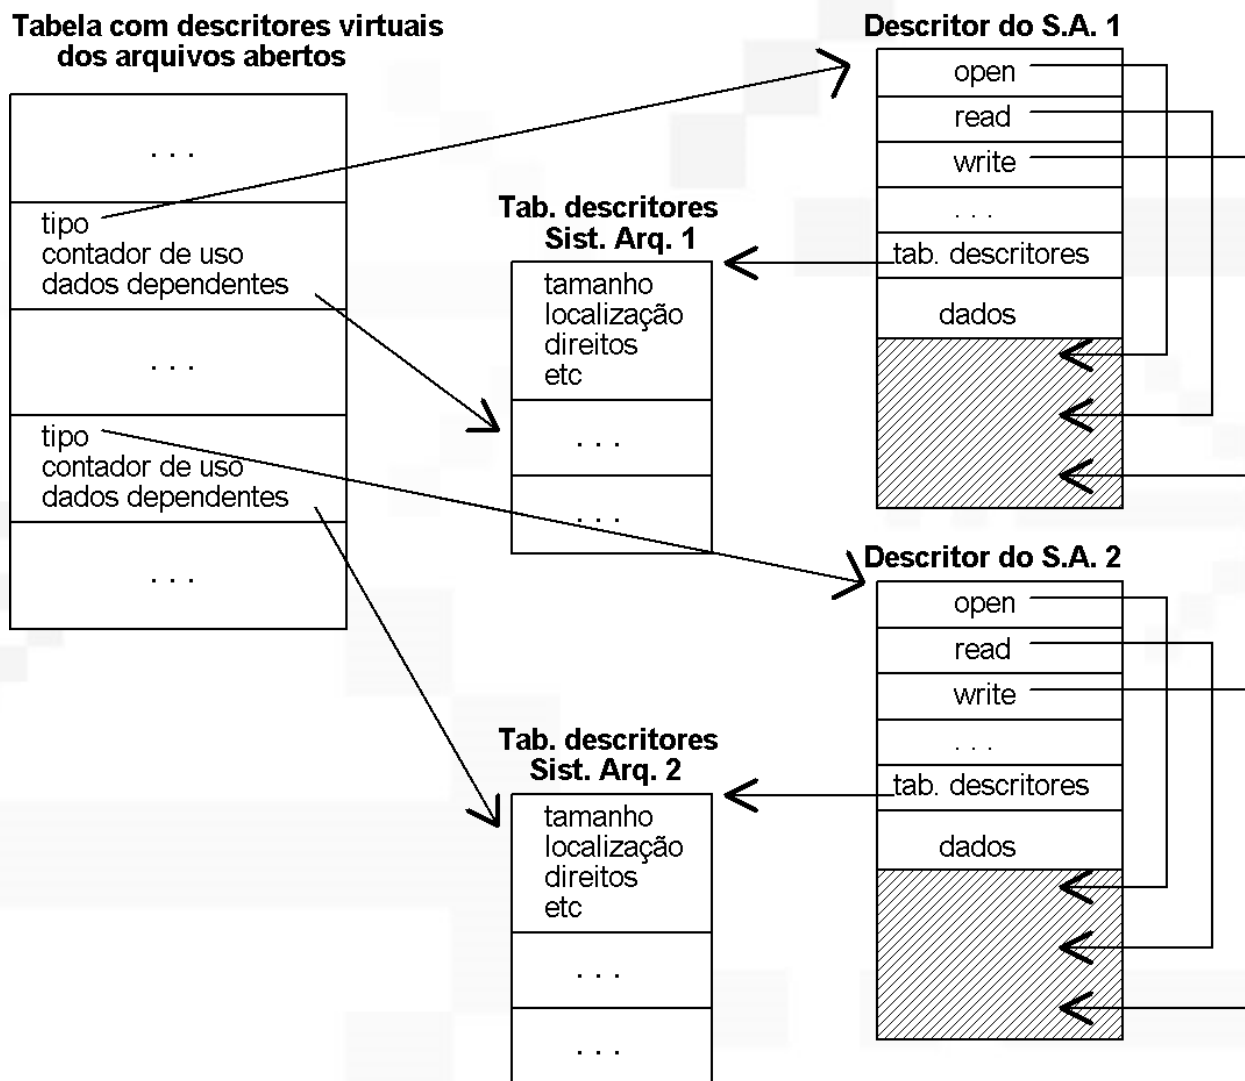 Tabela com descritores virtuais
dos arquivos abertos
. . .
tipo
contador de uso
dados dependentes
. . .
tipo
contador de uso
dados dependentes
. . .
Tab. descritores
Sist. Arq. 1
tamanho
localização
direitos
etc
. . .
. . .
Descritor do S.A. 1
open
read
write
. . .
tab. descritores
dados
Tab. descritores
Sist. Arq. 2
tamanho
localização
direitos
etc
. . .
. . .
Descritor do S.A. 2
open
read
write
. . .
tab. descritores
dados